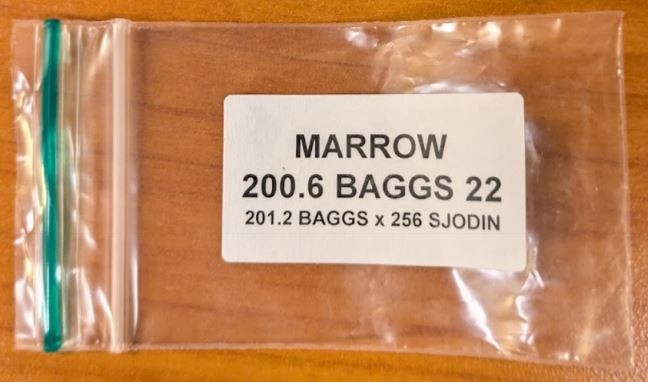 MARROW
200.6 BAGGS 22
201.2 BAGGS x 256 SJODIN